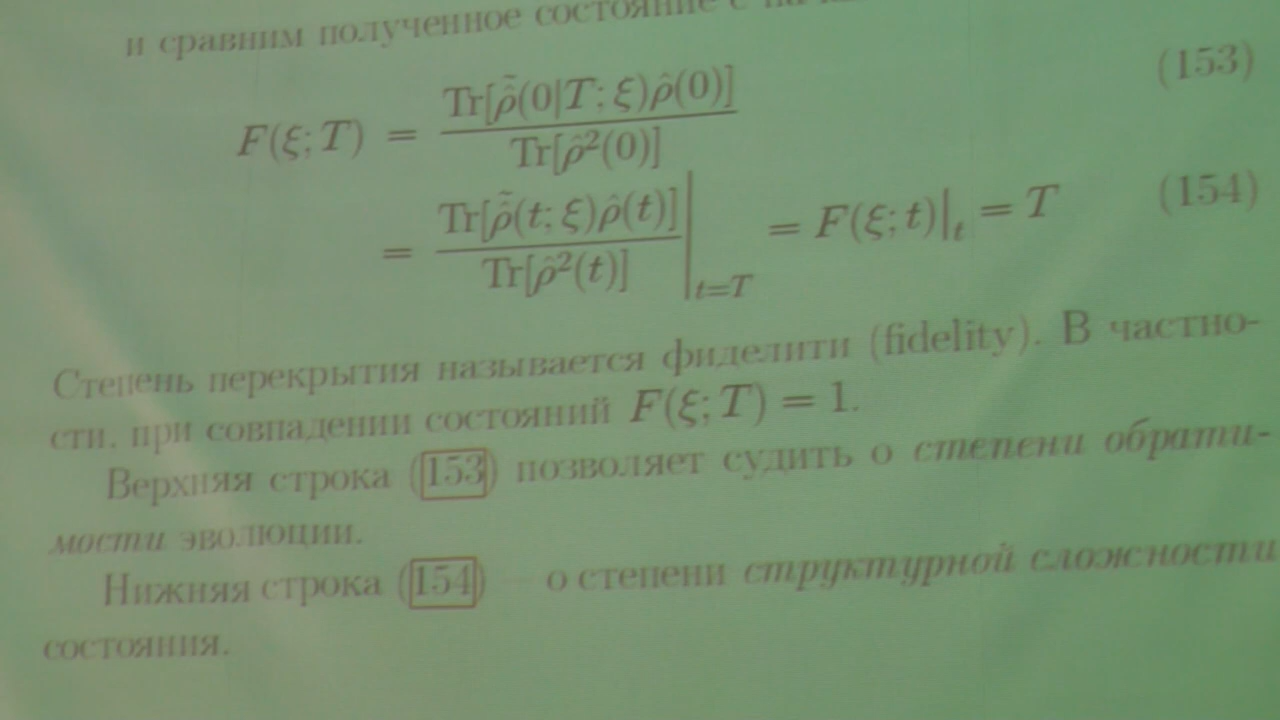 и сравним полученное состояние с
F(ξ; T) = Tr[ρ̃̂(0|T; ξ)ρ̂(0)] / Tr[ρ̂²(0)] (153)
= Tr[ρ̃̂(t; ξ)ρ̂(t)] / Tr[ρ̂²(t)] |t=T = F(ξ; t)|t = T (154)
Степень перекрытия называется фиделити (fidelity). В частно-
сти, при совпадении состояний F(ξ; T) = 1.
Верхняя строка (153) позволяет судить о степени обрати-
мости эволюции.
Нижняя строка (154) о степени структурной сложности
состояния.